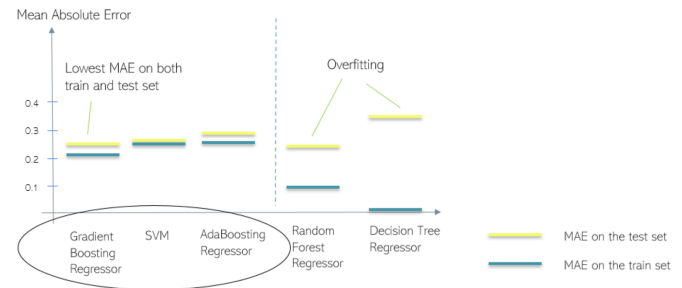 Mean Absolute Error
Lowest MAE on both
train and test set
Overfitting
0.4
0.3
0.2
0.1
Gradient
Boosting
Regressor
SVM
AdaBoosting
Regressor
Random
Forest
Regressor
Decision Tree
Regressor
MAE on the test set
MAE on the train set